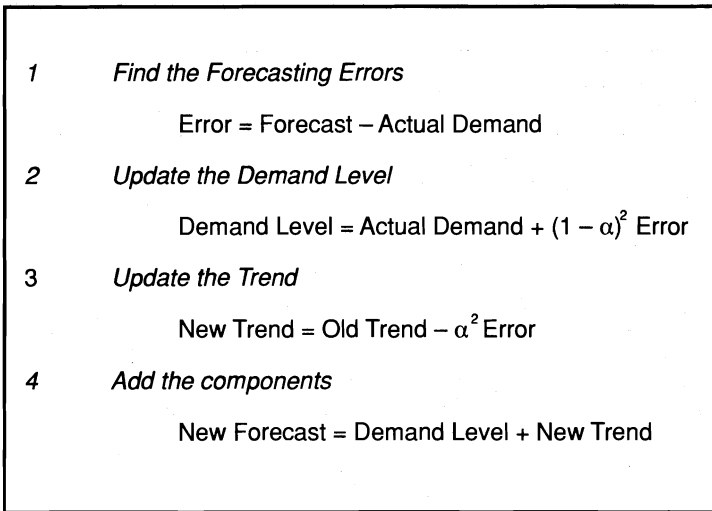 1 Find the Forecasting Errors
Error = Forecast – Actual Demand
2 Update the Demand Level
Demand Level = Actual Demand + (1 – α)² Error
3 Update the Trend
New Trend = Old Trend – α² Error
4 Add the components
New Forecast = Demand Level + New Trend